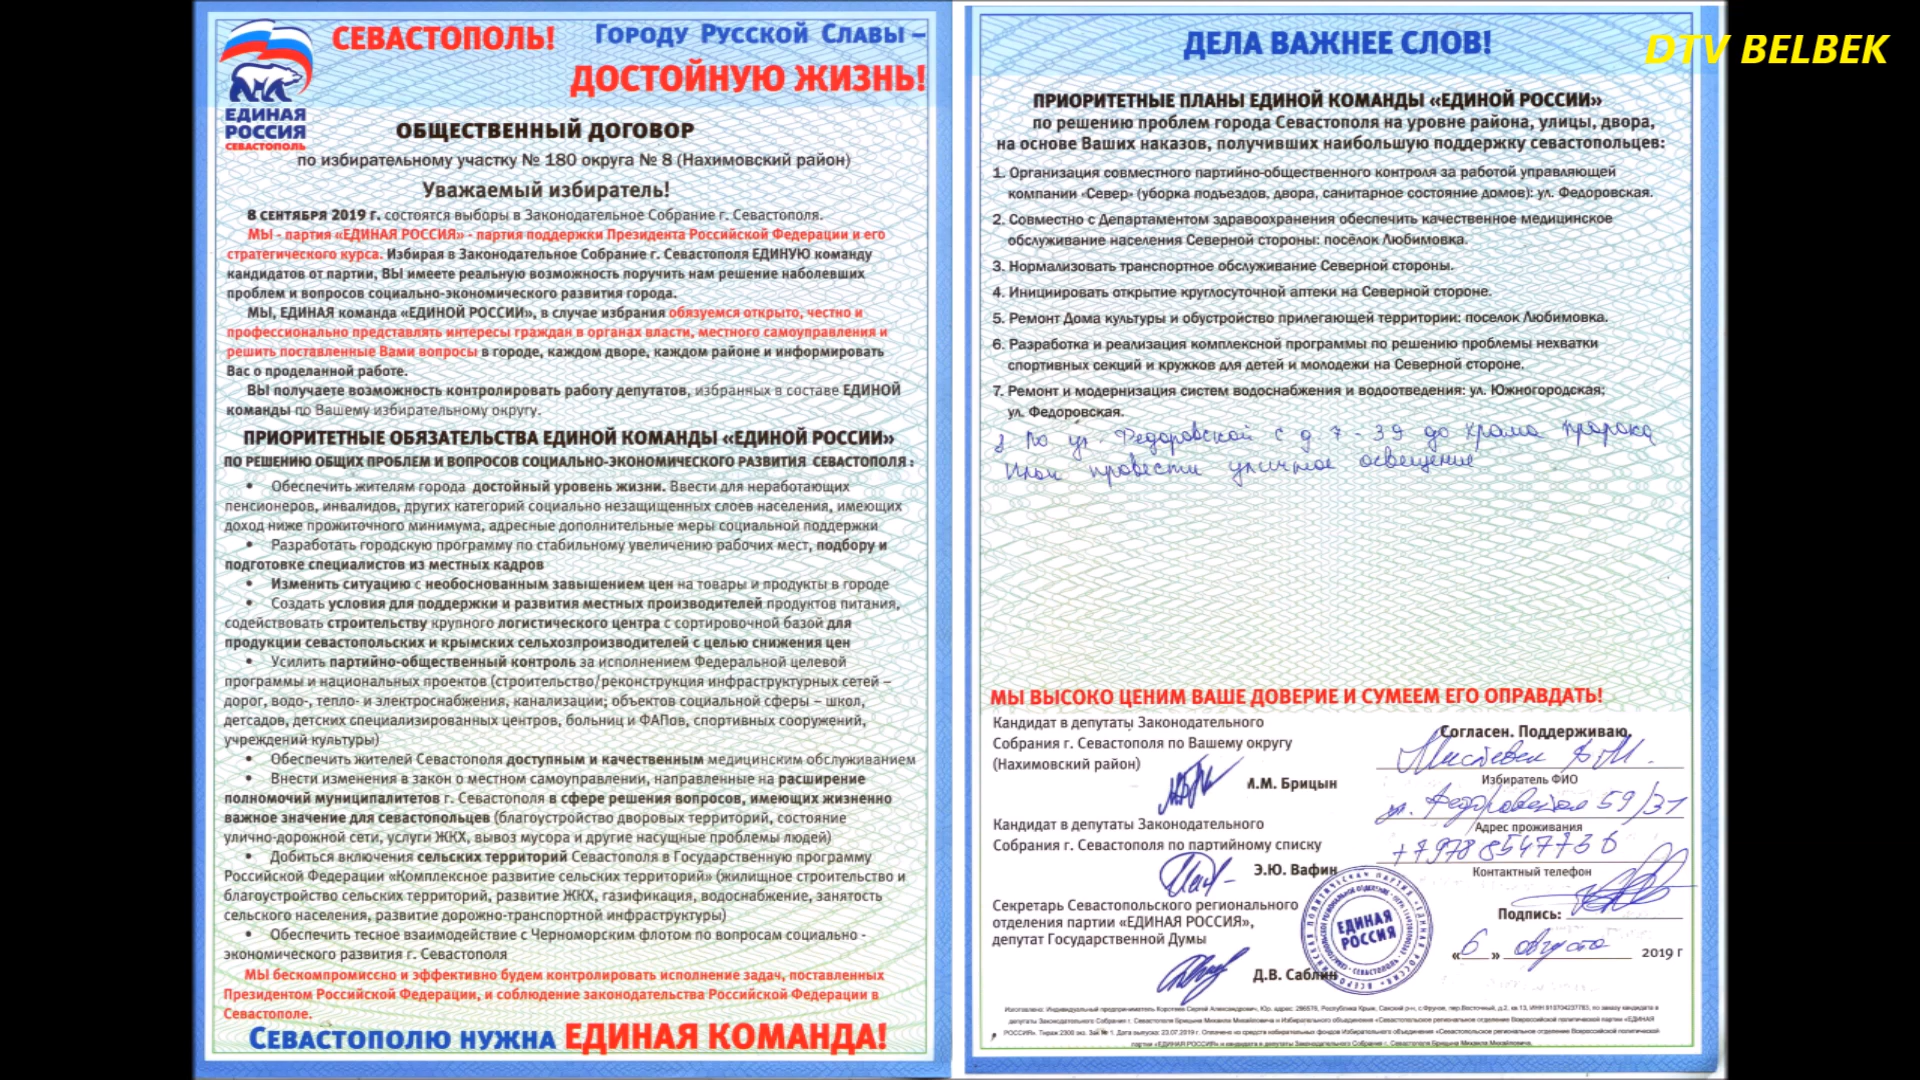 DTV BELBEK
ЕДИНАЯ
РОССИЯ
СЕВАСТОПОЛЬ
СЕВАСТОПОЛЬ!
ГОРОДУ РУССКОЙ СЛАВЫ –
ДОСТОЙНУЮ ЖИЗНЬ!
ОБЩЕСТВЕННЫЙ ДОГОВОР
по избирательному участку № 180 округа № 8 (Нахимовский район)
Уважаемый избиратель!
8 СЕНТЯБРЯ 2019 г. состоятся выборы в Законодательное Собрание г. Севастополя.
МЫ - партия «ЕДИНАЯ РОССИЯ» - партия поддержки Президента Российской Федерации и его
стратегического курса. Избирая в Законодательное Собрание г. Севастополя ЕДИНУЮ команду
кандидатов от партии, ВЫ имеете реальную возможность поручить нам решение наболевших
проблем и вопросов социально-экономического развития города.
МЫ, ЕДИНАЯ команда «ЕДИНОЙ РОССИИ», в случае избрания обязуемся открыто, честно и
профессионально представлять интересы граждан в органах власти, местного самоуправления и
решить поставленные Вами вопросы в городе, каждом дворе, каждом районе и информировать
Вас о проделанной работе.
ВЫ получаете возможность контролировать работу депутатов, избранных в составе ЕДИНОЙ
команды по Вашему избирательному округу.
ПРИОРИТЕТНЫЕ ОБЯЗАТЕЛЬСТВА ЕДИНОЙ КОМАНДЫ «ЕДИНОЙ РОССИИ»
ПО РЕШЕНИЮ ОБЩИХ ПРОБЛЕМ И ВОПРОСОВ СОЦИАЛЬНО-ЭКОНОМИЧЕСКОГО РАЗВИТИЯ СЕВАСТОПОЛЯ :
• Обеспечить жителям города достойный уровень жизни. Ввести для неработающих
пенсионеров, инвалидов, других категорий социально незащищенных слоев населения, имеющих
доход ниже прожиточного минимума, адресные дополнительные меры социальной поддержки
• Разработать городскую программу по стабильному увеличению рабочих мест, подбору и
подготовке специалистов из местных кадров
• Изменить ситуацию с необоснованным завышением цен на товары и продукты в городе
• Создать условия для поддержки и развития местных производителей продуктов питания,
содействовать строительству крупного логистического центра с сортировочной базой для
продукции севастопольских и крымских сельхозпроизводителей с целью снижения цен
• Усилить партийно-общественный контроль за исполнением Федеральной целевой
программы и национальных проектов (строительство/реконструкция инфраструктурных сетей –
дорог, водо-, тепло- и электроснабжения, канализации; объектов социальной сферы – школ,
детсадов, детских специализированных центров, больниц и ФАПов, спортивных сооружений,
учреждений культуры)
• Обеспечить жителей Севастополя доступным и качественным медицинским обслуживанием
• Внести изменения в закон о местном самоуправлении, направленные на расширение
полномочий муниципалитетов г. Севастополя в сфере решения вопросов, имеющих жизненно
важное значение для севастопольцев (благоустройство дворовых территорий, состояние
улично-дорожной сети, услуги ЖКХ, вывоз мусора и другие насущные проблемы людей)
• Добиться включения сельских территорий Севастополя в Государственную программу
Российской Федерации «Комплексное развитие сельских территорий» (жилищное строительство и
благоустройство сельских территорий, развитие ЖКХ, газификация, водоснабжение, занятость
сельского населения, развитие дорожно-транспортной инфраструктуры)
• Обеспечить тесное взаимодействие с Черноморским флотом по вопросам социально -
экономического развития г. Севастополя
МЫ бескомпромиссно и эффективно будем контролировать исполнение задач, поставленных
Президентом Российской Федерации, и соблюдение законодательства Российской Федерации в
Севастополе.
СЕВАСТОПОЛЮ НУЖНА ЕДИНАЯ КОМАНДА!
ДЕЛА ВАЖНЕЕ СЛОВ!
ПРИОРИТЕТНЫЕ ПЛАНЫ ЕДИНОЙ КОМАНДЫ «ЕДИНОЙ РОССИИ»
по решению проблем города Севастополя на уровне района, улицы, двора,
на основе Ваших наказов, получивших наибольшую поддержку севастопольцев:
1. Организация совместного партийно-общественного контроля за работой управляющей
компании «Север» (уборка подъездов, двора, санитарное состояние домов): ул. Федоровская.
2. Совместно с Департаментом здравоохранения обеспечить качественное медицинское
обслуживание населения Северной стороны: посёлок Любимовка.
3. Нормализовать транспортное обслуживание Северной стороны.
4. Инициировать открытие круглосуточной аптеки на Северной стороне.
5. Ремонт Дома культуры и обустройство прилегающей территории: поселок Любимовка.
6. Разработка и реализация комплексной программы по решению проблемы нехватки
спортивных секций и кружков для детей и молодежи на Северной стороне.
7. Ремонт и модернизация систем водоснабжения и водоотведения: ул. Южногородская;
ул. Федоровская.
По ул. Федоровской с д 7 - 39 до храма пророка
Ильи провести уличное освещение
МЫ ВЫСОКО ЦЕНИМ ВАШЕ ДОВЕРИЕ И СУМЕЕМ ЕГО ОПРАВДАТЬ!
Кандидат в депутаты Законодательного
Собрания г. Севастополя по Вашему округу
(Нахимовский район)
М.М. Брицын
Кандидат в депутаты Законодательного
Собрания г. Севастополя по партийному списку
Э.Ю. Вафин
Секретарь Севастопольского регионального
отделения партии «ЕДИНАЯ РОССИЯ»,
депутат Государственной Думы
Д.В. Саблин
ЕДИНАЯ
РОССИЯ
Согласен. Поддерживаю.
Избиратель ФИО
ул. Федоровская 59/31
Адрес проживания
Контактный телефон
Подпись:
« 6 » августа 2019 г